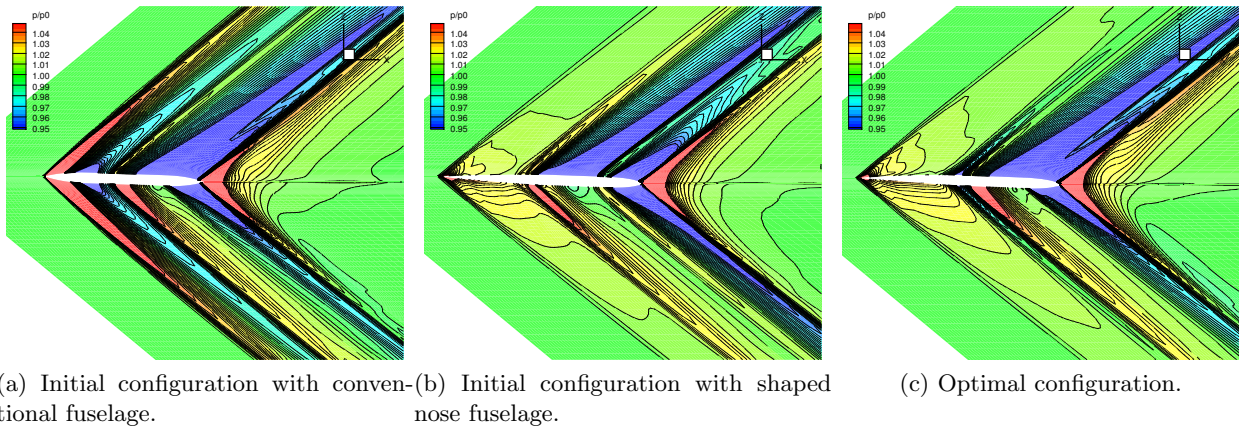 p/p0
1.04
1.03
1.02
1.01
1.00
0.99
0.98
0.97
0.96
0.95
Z
X
p/p0
1.04
1.03
1.02
1.01
1.00
0.99
0.98
0.97
0.96
0.95
Z
X
p/p0
1.04
1.03
1.02
1.01
1.00
0.99
0.98
0.97
0.96
0.95
Z
X
(a) Initial configuration with conven-
tional fuselage.
(b) Initial configuration with shaped
nose fuselage.
(c) Optimal configuration.